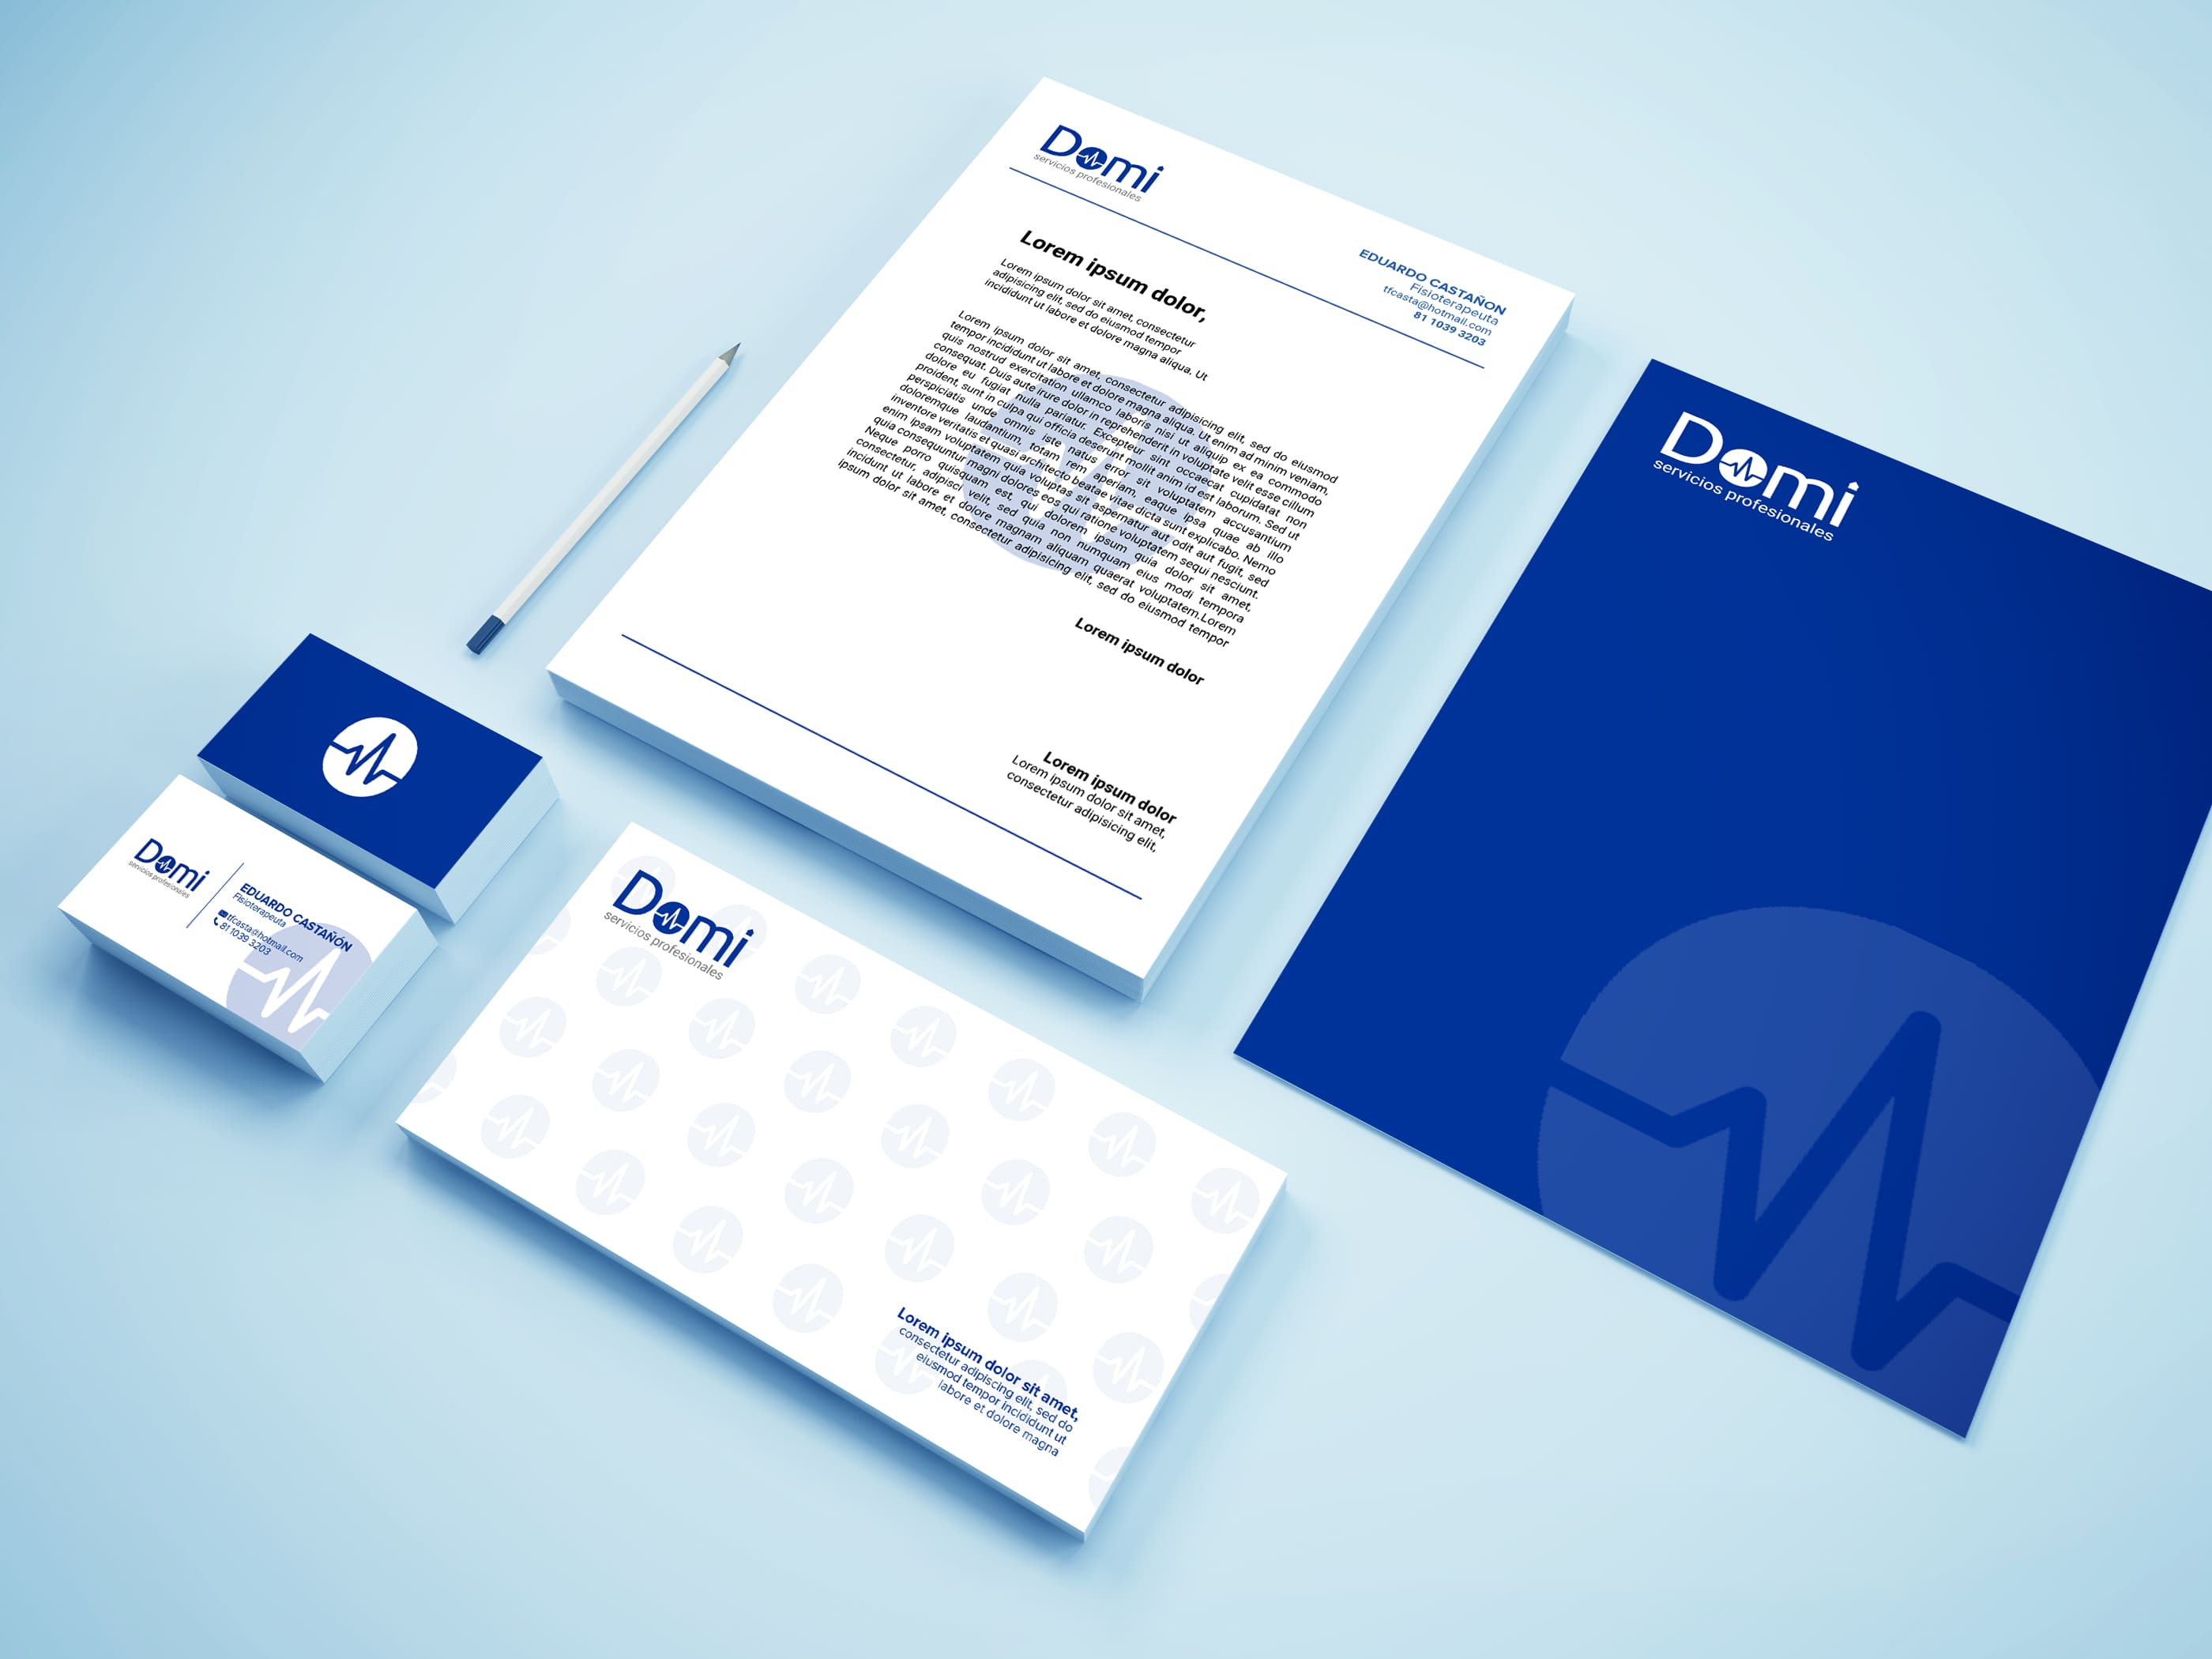 Domi
servicios profesionales
EDUARDO CASTAÑON
Fisioterapeuta
tfcasta@hotmail.com
81 1039 3203
Lorem ipsum dolor,
Lorem ipsum dolor sit amet, consectetur
adipisicing elit, sed do eiusmod tempor
incididunt ut labore et dolore magna aliqua. Ut
Lorem ipsum dolor sit amet, consectetur adipisicing elit, sed do eiusmod
tempor incididunt ut labore et dolore magna aliqua. Ut enim ad minim veniam,
quis nostrud exercitation ullamco laboris nisi ut aliquip ex ea commodo
consequat. Duis aute irure dolor in reprehenderit in voluptate velit esse cillum
dolore eu fugiat nulla pariatur. Excepteur sint occaecat cupidatat non
proident, sunt in culpa qui officia deserunt mollit anim id est laborum. Sed ut
perspiciatis unde omnis iste natus error sit voluptatem accusantium
doloremque laudantium, totam rem aperiam, eaque ipsa quae ab illo
inventore veritatis et quasi architecto beatae vitae dicta sunt explicabo. Nemo
enim ipsam voluptatem quia voluptas sit aspernatur aut odit aut fugit, sed
quia consequuntur magni dolores eos qui ratione voluptatem sequi nesciunt.
Neque porro quisquam est, qui dolorem ipsum quia dolor sit amet,
consectetur, adipisci velit, sed quia non numquam eius modi tempora
incidunt ut labore et dolore magnam aliquam quaerat voluptatem.Lorem
ipsum dolor sit amet, consectetur adipisicing elit, sed do eiusmod tempor
Lorem ipsum dolor
Lorem ipsum dolor
Lorem ipsum dolor sit amet,
consectetur adipisicing elit,
Domi
servicios profesionales
Domi
servicios profesionales
EDUARDO CASTAÑÓN
Fisioterapeuta
tfcasta@hotmail.com
81 1039 3203
Domi
servicios profesionales
Lorem ipsum dolor sit amet,
consectetur adipiscing elit, sed do
eiusmod tempor incididunt ut
labore et dolore magna